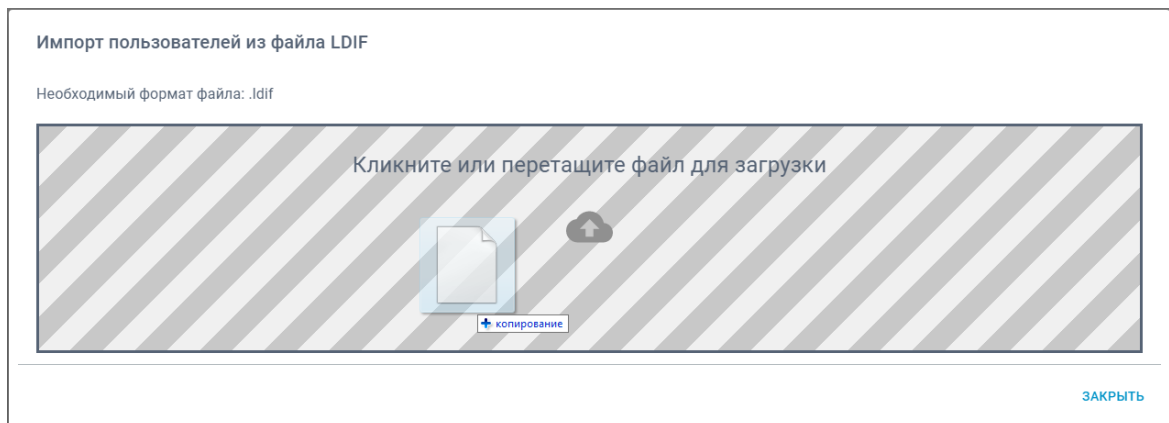 Импорт пользователей из файла LDIF
Необходимый формат файла: .ldif
Кликните или перетащите файл для загрузки
копирование
ЗАКРЫТЬ